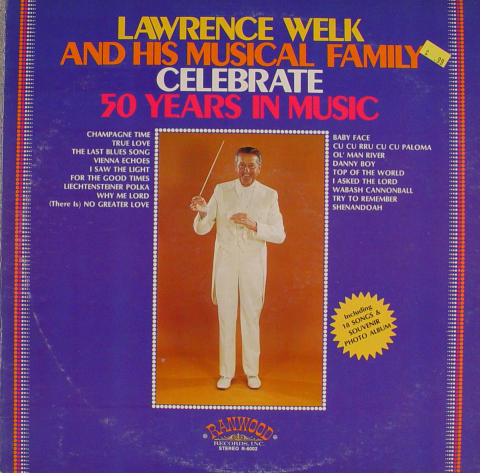 LAWRENCE WELK
AND HIS MUSICAL FAMILY
CELEBRATE
50 YEARS IN MUSIC
.98
CHAMPAGNE TIME
TRUE LOVE
THE LAST BLUES SONG
VIENNA ECHOES
I SAW THE LIGHT
FOR THE GOOD TIMES
LIECHTENSTEINER POLKA
WHY ME LORD
(There Is) NO GREATER LOVE
BABY FACE
CU CU RRU CU CU PALOMA
OL' MAN RIVER
DANNY BOY
TOP OF THE WORLD
I ASKED THE LORD
WABASH CANNONBALL
TRY TO REMEMBER
SHENANDOAH
Including
18 SONGS &
SOUVENIR
PHOTO ALBUM
RANWOOD
RECORDS, INC.
STEREO R-8002